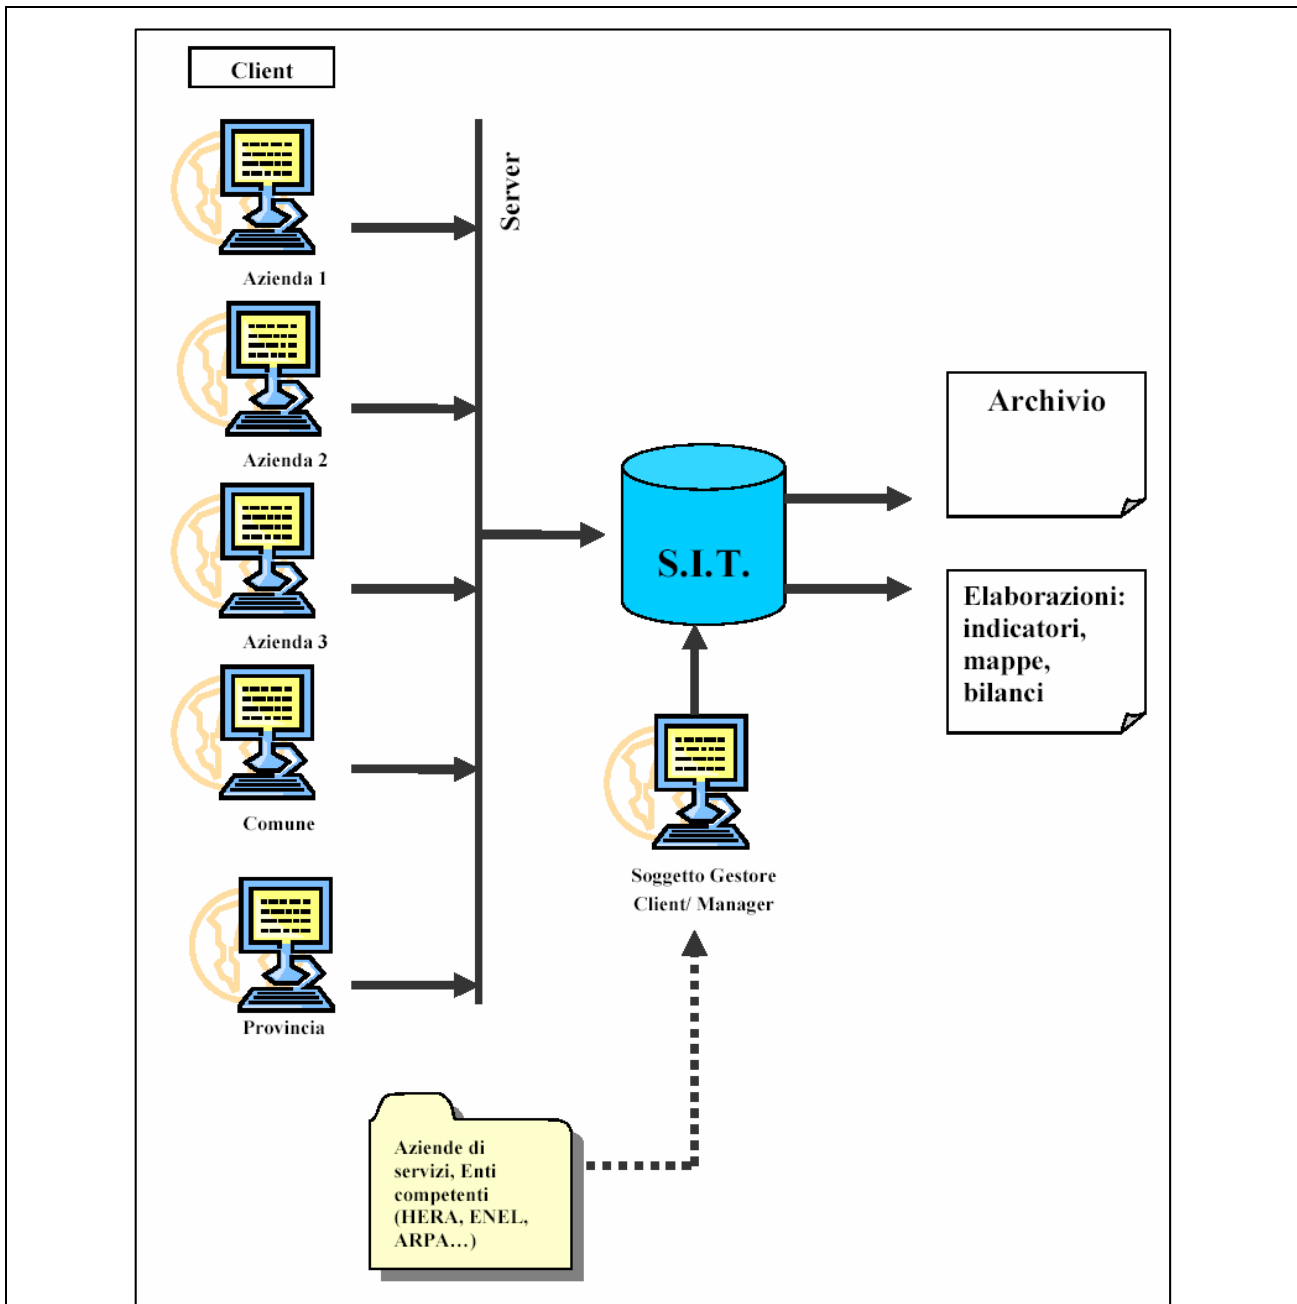 Client
Server
Azienda 1
Azienda 2
Azienda 3
Comune
Provincia
S.I.T.
Archivio
Elaborazioni:
indicatori,
mappe,
bilanci
Soggetto Gestore
Client/ Manager
Aziende di
servizi, Enti
competenti
(HERA, ENEL,
ARPA…)